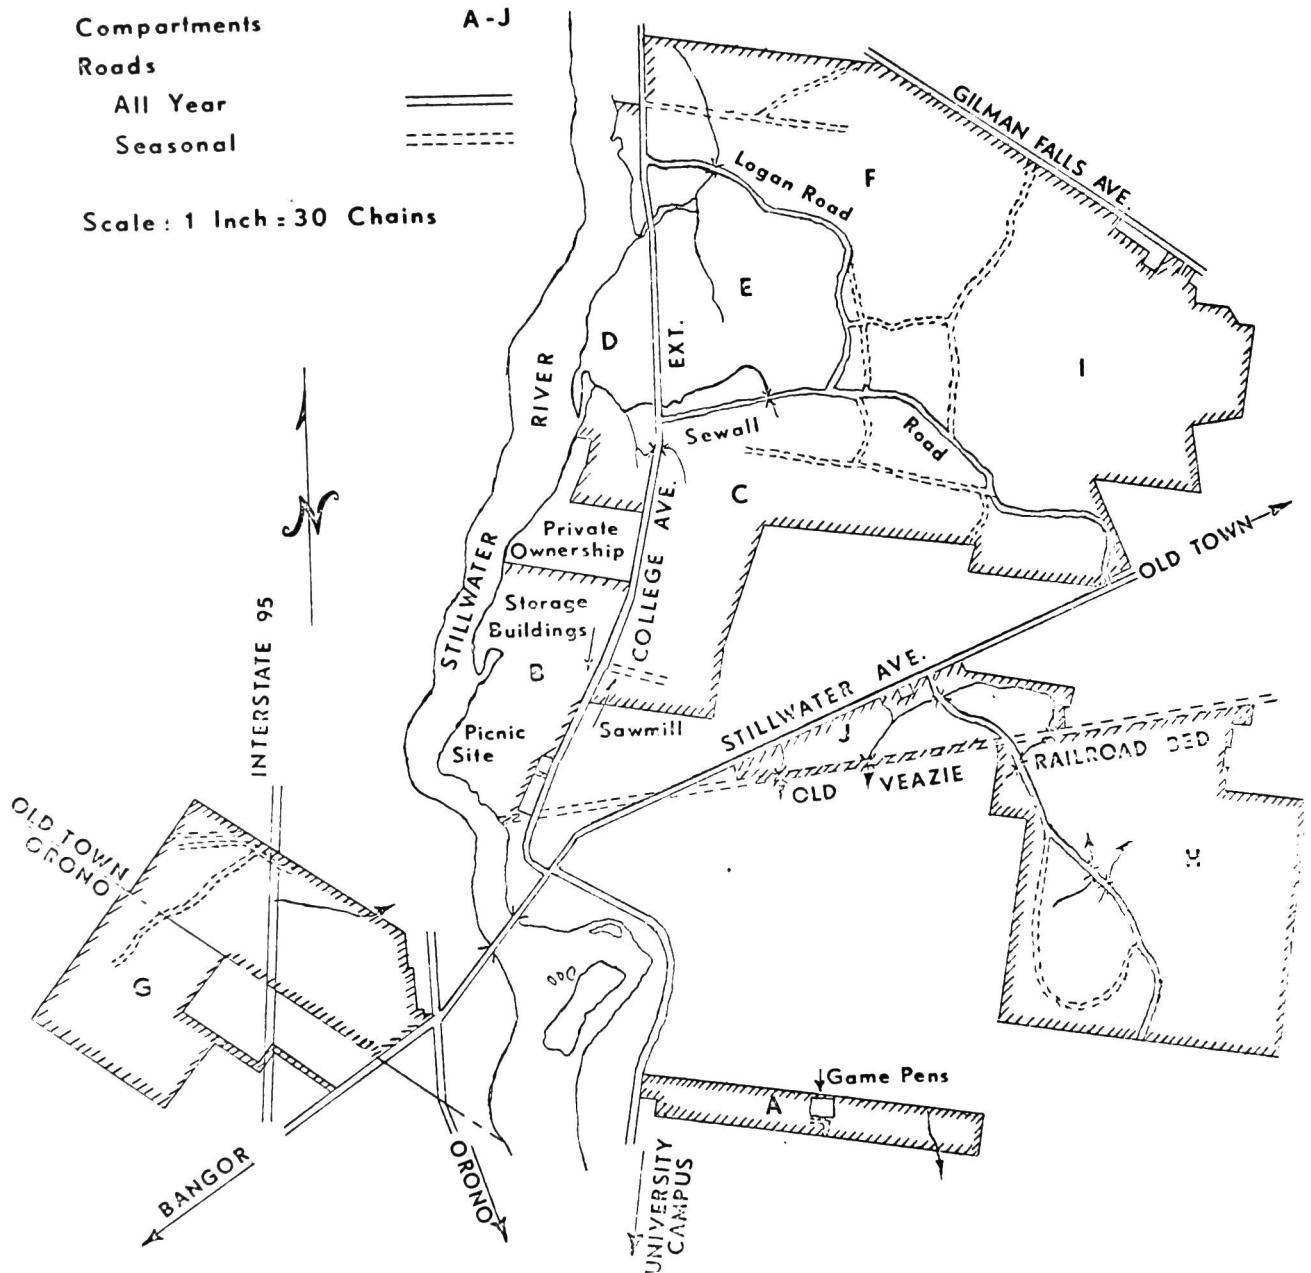 Compartments A-J
Roads
All Year
Seasonal
Scale: 1 Inch = 30 Chains
GILMAN FALLS AVE.
Logan Road
F
E
D
EXT.
I
RIVER
Sewall
Road
C
Private
Ownership
COLLEGE AVE.
STILLWATER
OLD TOWN
N
Storage
Buildings
B
INTERSTATE 95
STILLWATER AVE.
Picnic
Site
Sawmill
J
RAILROAD BED
OLD VEAZIE
OLD TOWN
ORONO
H
G
Game Pens
A
BANGOR
ORONO
UNIVERSITY
CAMPUS